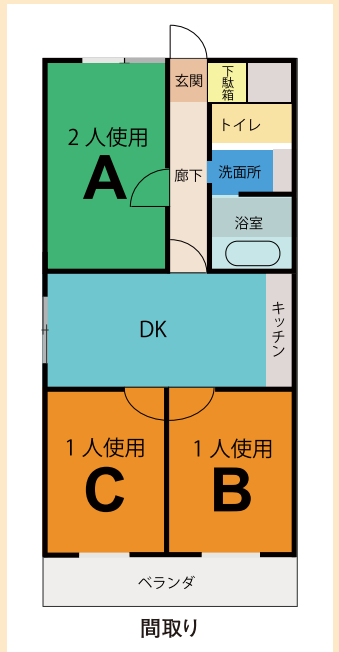 玄関
下駄箱
2人使用
A
トイレ
廊下
洗面所
浴室
DK
キッチン
1人使用
C
1人使用
B
ベランダ
間取り